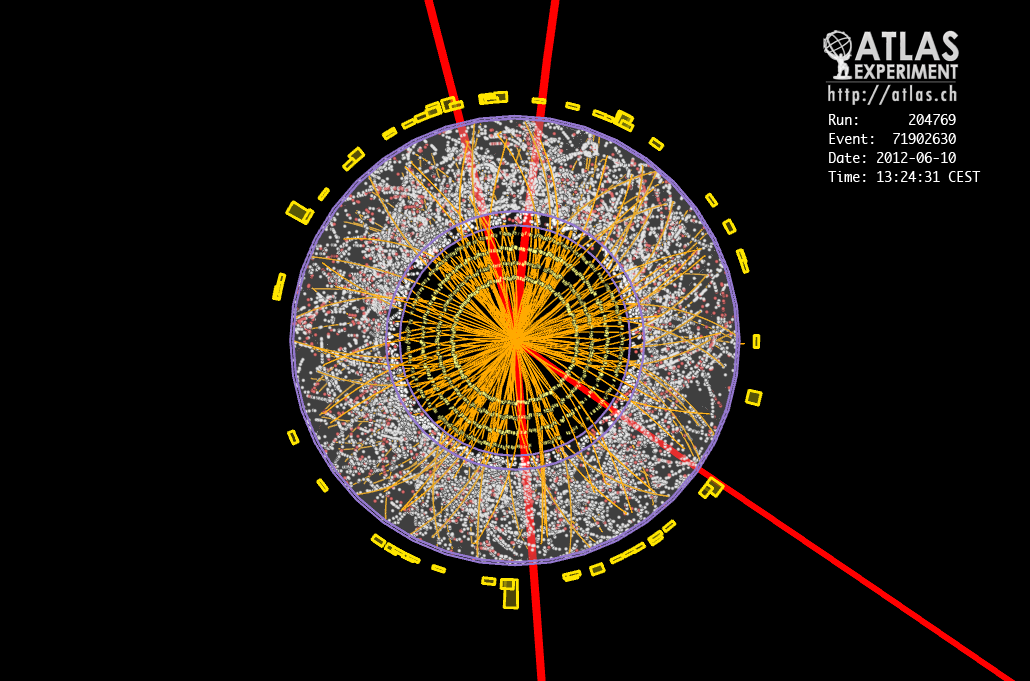 ATLAS
EXPERIMENT
http://atlas.ch
Run: 204769
Event: 71902630
Date: 2012-06-10
Time: 13:24:31 CEST